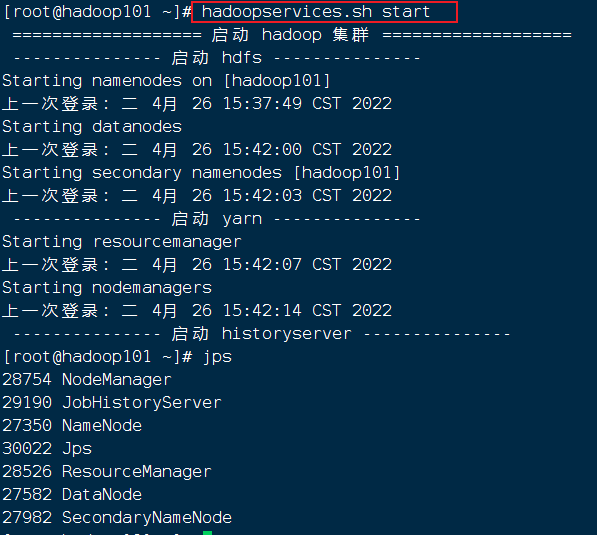 [root@hadoop101 ~]# hadoopservices.sh start
=================== 启动 hadoop 集群 ===================
--------------- 启动 hdfs ---------------
Starting namenodes on [hadoop101]
上一次登录: 二 4月 26 15:37:49 CST 2022
Starting datanodes
上一次登录: 二 4月 26 15:42:00 CST 2022
Starting secondary namenodes [hadoop101]
上一次登录: 二 4月 26 15:42:03 CST 2022
--------------- 启动 yarn ---------------
Starting resourcemanager
上一次登录: 二 4月 26 15:42:07 CST 2022
Starting nodemanagers
上一次登录: 二 4月 26 15:42:14 CST 2022
--------------- 启动 historyserver ---------------
[root@hadoop101 ~]# jps
28754 NodeManager
29190 JobHistoryServer
27350 NameNode
30022 Jps
28526 ResourceManager
27582 DataNode
27982 SecondaryNameNode